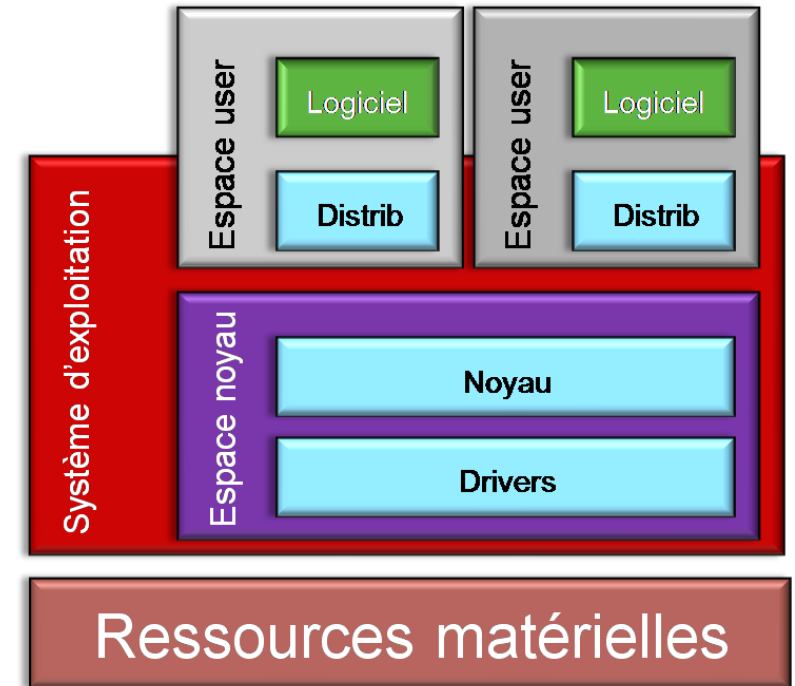 Espace user
Logiciel
Distrib
Espace user
Logiciel
Distrib
Système d'exploitation
Espace noyau
Noyau
Drivers
Ressources matérielles